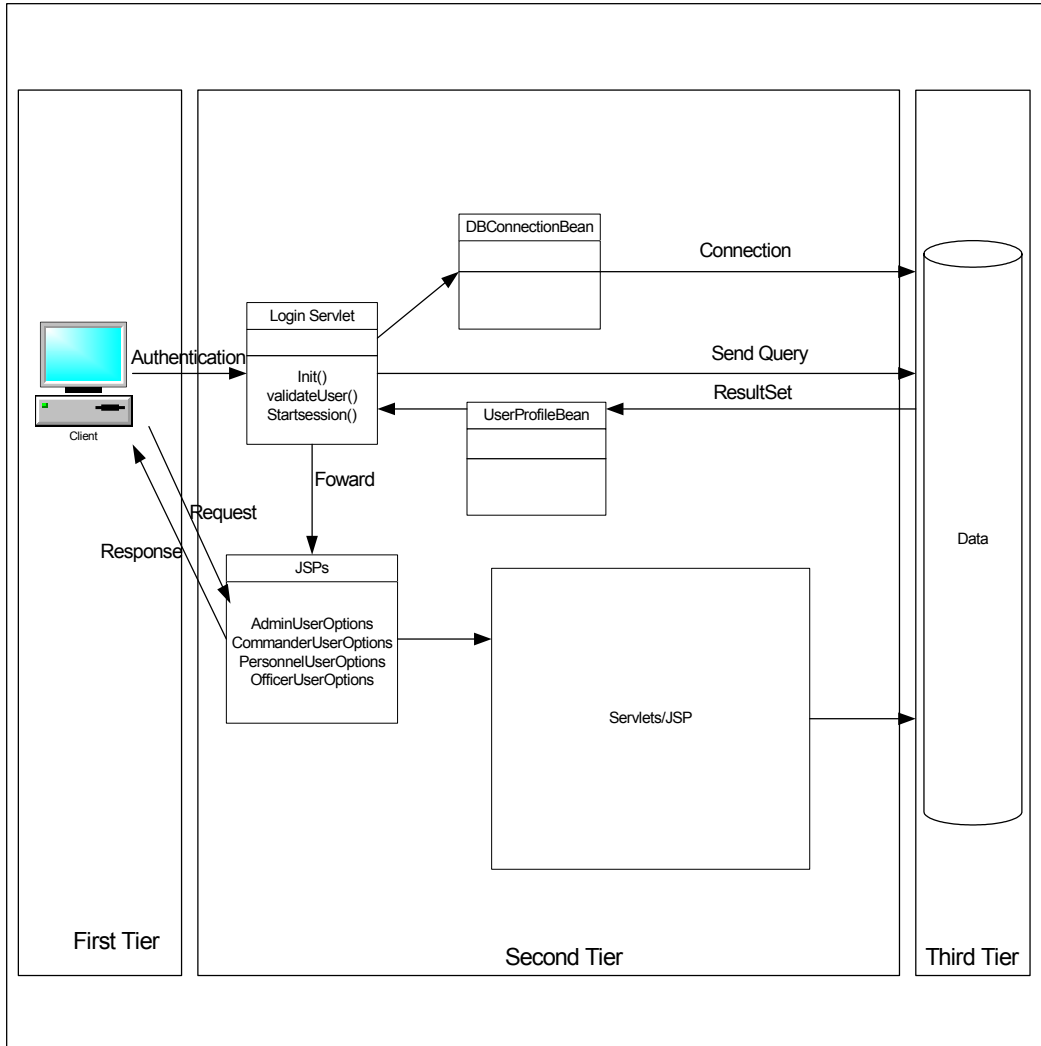 DBConnectionBean
Connection
Login Servlet
Authentication
Init()
validateUser()
Startsession()
Send Query
ResultSet
UserProfileBean
Client
Foward
Request
Response
JSPs
AdminUserOptions
CommanderUserOptions
PersonnelUserOptions
OfficerUserOptions
Servlets/JSP
Data
First Tier
Second Tier
Third Tier